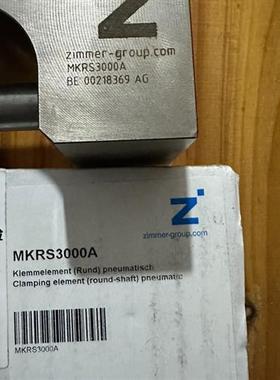 Z
zimmer-group.com
MKRS3000A
BE 00218369 AG
Z
zimmer-group.com
MKRS3000A
Klemmelement (Rund) pneumatisch
Clamping element (round-shaft) pneumatic
MKRS3000A